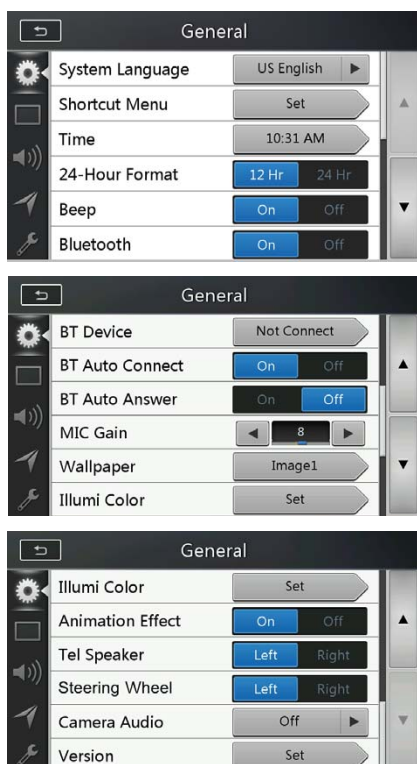 General
System Language US English
Shortcut Menu Set
Time 10:31 AM
24-Hour Format 12 Hr 24 Hr
Beep On Off
Bluetooth On Off
General
BT Device Not Connect
BT Auto Connect On Off
BT Auto Answer On Off
MIC Gain 8
Wallpaper Image1
Illumi Color Set
General
Illumi Color Set
Animation Effect On Off
Tel Speaker Left Right
Steering Wheel Left Right
Camera Audio Off
Version Set